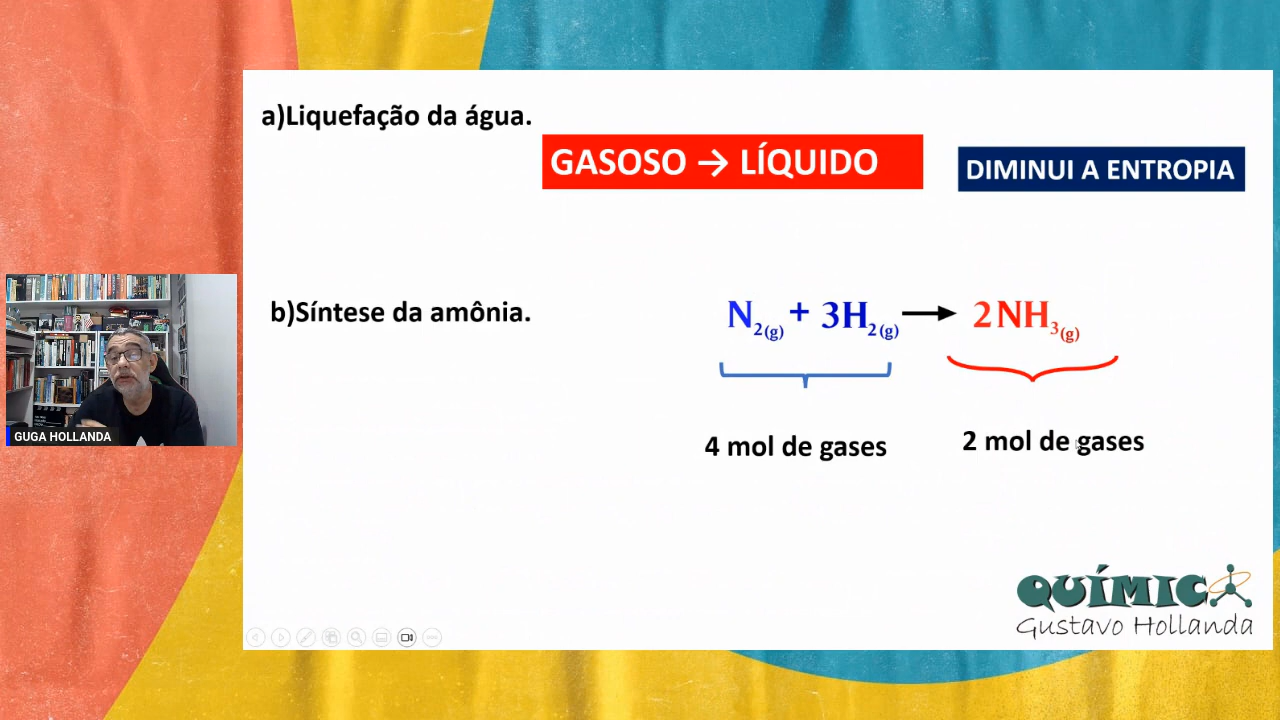 a)Liquefação da água.
GASOSO → LÍQUIDO
DIMINUI A ENTROPIA
b)Síntese da amônia.
N2(g) + 3H2(g) → 2NH3(g)
4 mol de gases
2 mol de gases
GUGA HOLLANDA
QUÍMICA
Gustavo Hollanda